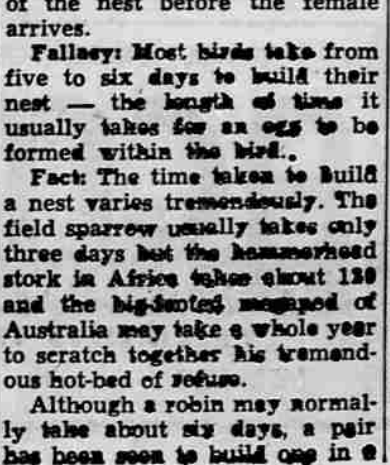 of the nest before the female
arrives.
Fallacy: Most birds take from
five to six days to build their
nest — the length of time it
usually takes for an egg to be
formed within the bird.
Fact: The time taken to build
a nest varies tremendously. The
field sparrow usually takes only
three days but the hammerhead
stork in Africa takes about 120
and the big-footed megapod of
Australia may take a whole year
to scratch together his tremend-
ous hot-bed of refuse.
Although a robin may normal-
ly take about six days, a pair
has been seen to build one in a